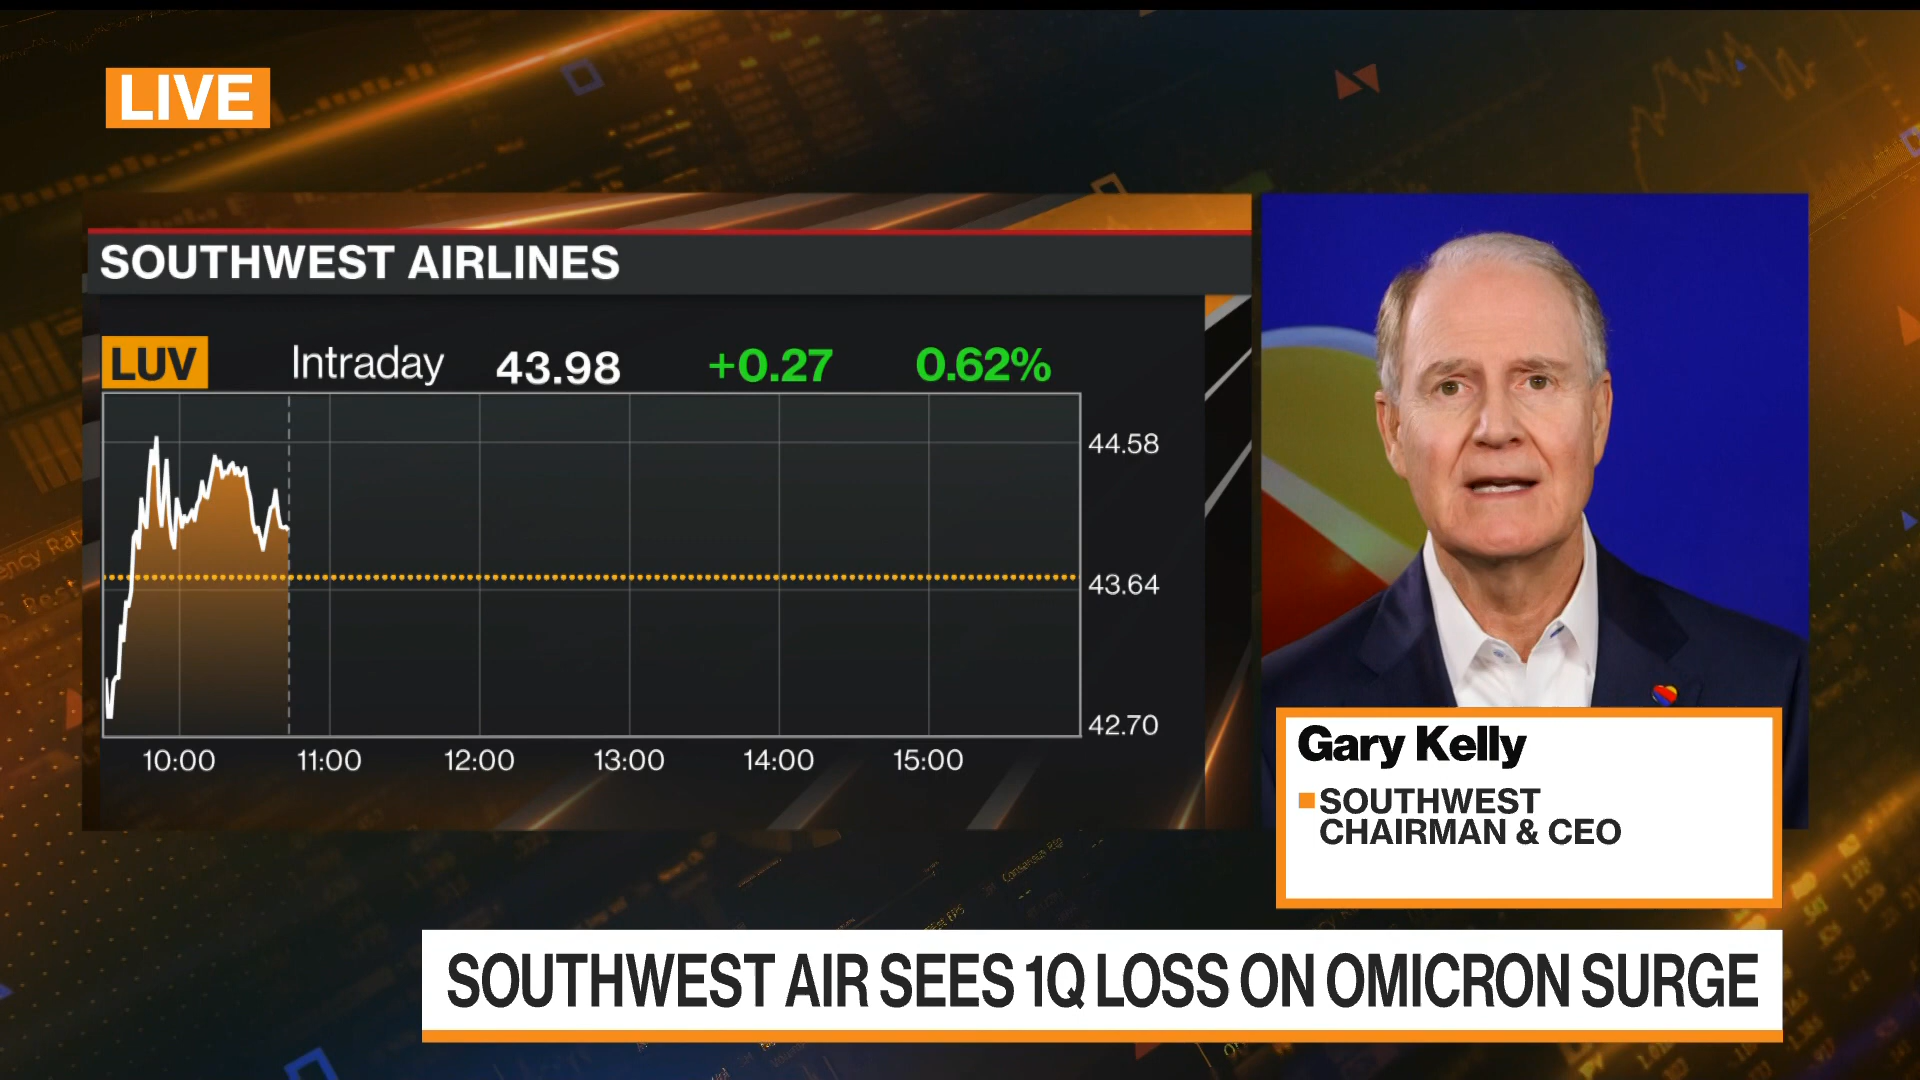 LIVE
SOUTHWEST AIRLINES
LUV Intraday 43.98 +0.27 0.62%
44.58
43.64
42.70
10:00 11:00 12:00 13:00 14:00 15:00
Gary Kelly
SOUTHWEST
CHAIRMAN & CEO
SOUTHWEST AIR SEES 1Q LOSS ON OMICRON SURGE